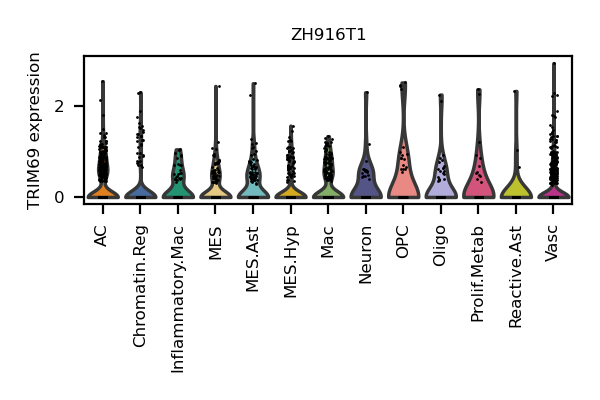 ZH916T1
TRIM69 expression
2
0
AC
Chromatin.Reg
Inflammatory.Mac
MES
MES.Ast
MES.Hyp
Mac
Neuron
OPC
Oligo
Prolif.Metab
Reactive.Ast
Vasc